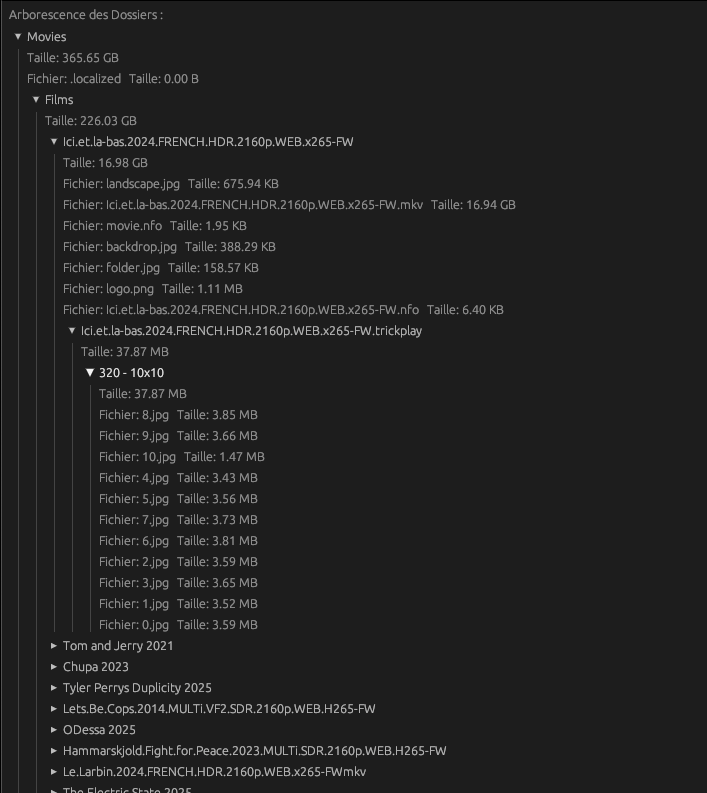 Arborescence des Dossiers :
▼ Movies
Taille: 365.65 GB
Fichier: .localized Taille: 0.00 B
▼ Films
Taille: 226.03 GB
▼ Ici.et.la-bas.2024.FRENCH.HDR.2160p.WEB.x265-FW
Taille: 16.98 GB
Fichier: landscape.jpg Taille: 675.94 KB
Fichier: Ici.et.la-bas.2024.FRENCH.HDR.2160p.WEB.x265-FW.mkv Taille: 16.94 GB
Fichier: movie.nfo Taille: 1.95 KB
Fichier: backdrop.jpg Taille: 388.29 KB
Fichier: folder.jpg Taille: 158.57 KB
Fichier: logo.png Taille: 1.11 MB
Fichier: Ici.et.la-bas.2024.FRENCH.HDR.2160p.WEB.x265-FW.nfo Taille: 6.40 KB
▼ Ici.et.la-bas.2024.FRENCH.HDR.2160p.WEB.x265-FW.trickplay
Taille: 37.87 MB
▼ 320 - 10x10
Taille: 37.87 MB
Fichier: 8.jpg Taille: 3.85 MB
Fichier: 9.jpg Taille: 3.66 MB
Fichier: 10.jpg Taille: 1.47 MB
Fichier: 4.jpg Taille: 3.43 MB
Fichier: 5.jpg Taille: 3.56 MB
Fichier: 7.jpg Taille: 3.73 MB
Fichier: 6.jpg Taille: 3.81 MB
Fichier: 2.jpg Taille: 3.59 MB
Fichier: 3.jpg Taille: 3.65 MB
Fichier: 1.jpg Taille: 3.52 MB
Fichier: 0.jpg Taille: 3.59 MB
► Tom and Jerry 2021
► Chupa 2023
► Tyler Perrys Duplicity 2025
► Lets.Be.Cops.2014.MULTi.VF2.SDR.2160p.WEB.H265-FW
► ODessa 2025
► Hammarskjold.Fight.for.Peace.2023.MULTi.SDR.2160p.WEB.H265-FW
► Le.Larbin.2024.FRENCH.HDR.2160p.WEB.x265-FWmkv
► The Electric State 2025